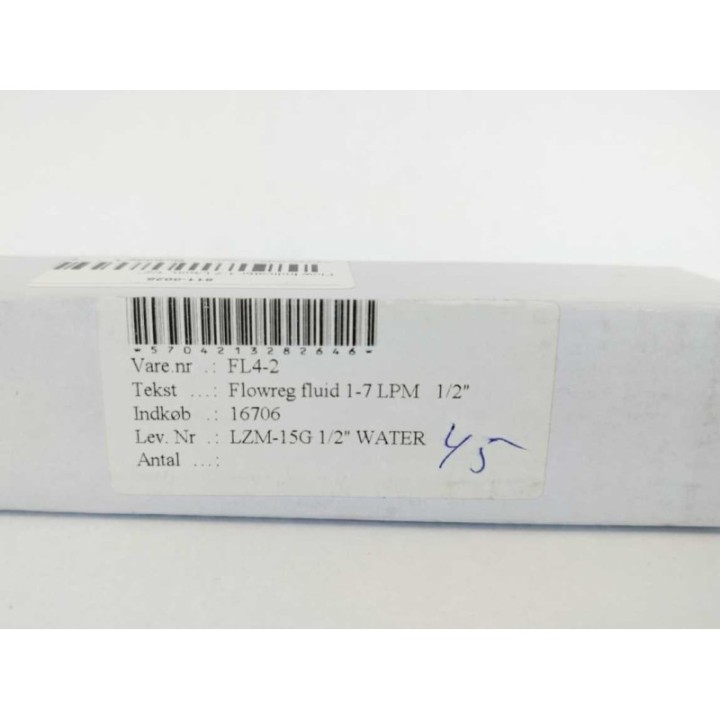 *5704213282646*
Vare.nr .: FL4-2
Tekst ...: Flowreg fluid 1-7 LPM 1/2"
Indkøb .: 16706
Lev. Nr .: LZM-15G 1/2" WATER
Antal ...:
45